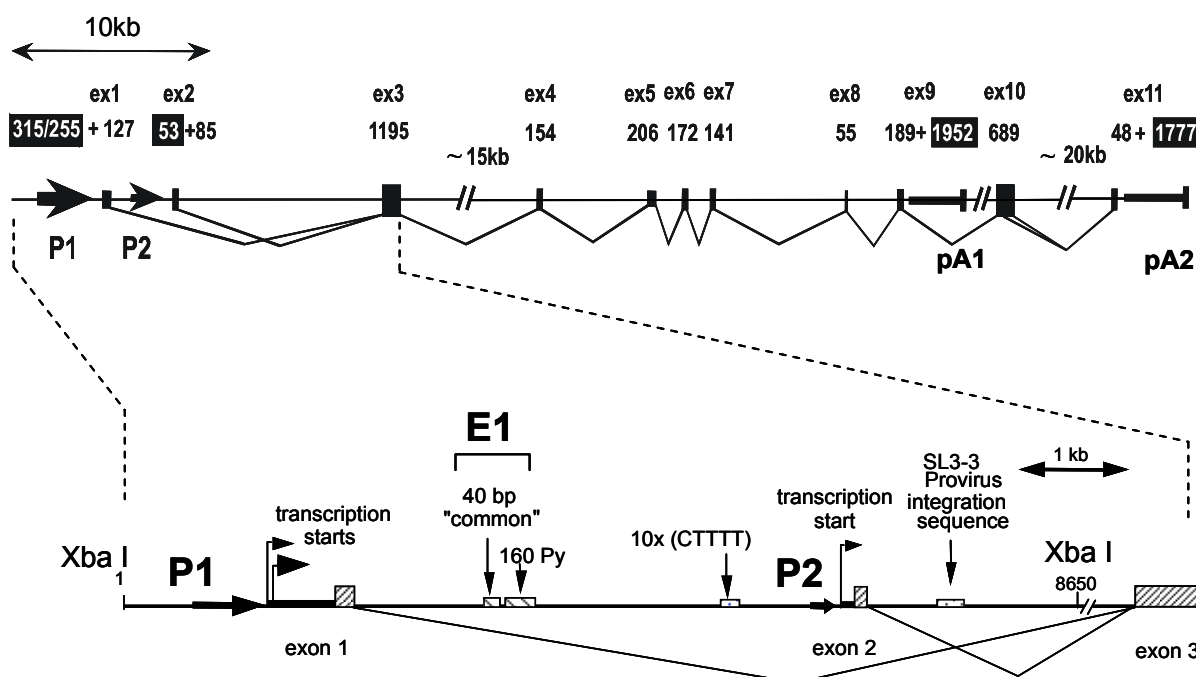 10kb
ex1 ex2 ex3 ex4 ex5 ex6 ex7 ex8 ex9 ex10 ex11
315/255 + 127 53 +85 1195 154 206 172 141 55 189+ 1952 689 48 + 1777
~ 15kb ~ 20kb
P1 P2 pA1 pA2
E1
40 bp
"common"
160 Py
transcription
starts
10x (CTTTT)
transcription
start
SL3-3
Provirus
integration
sequence
1 kb
Xba I
1
P1
P2
Xba I
8650
exon 1 exon 2 exon 3